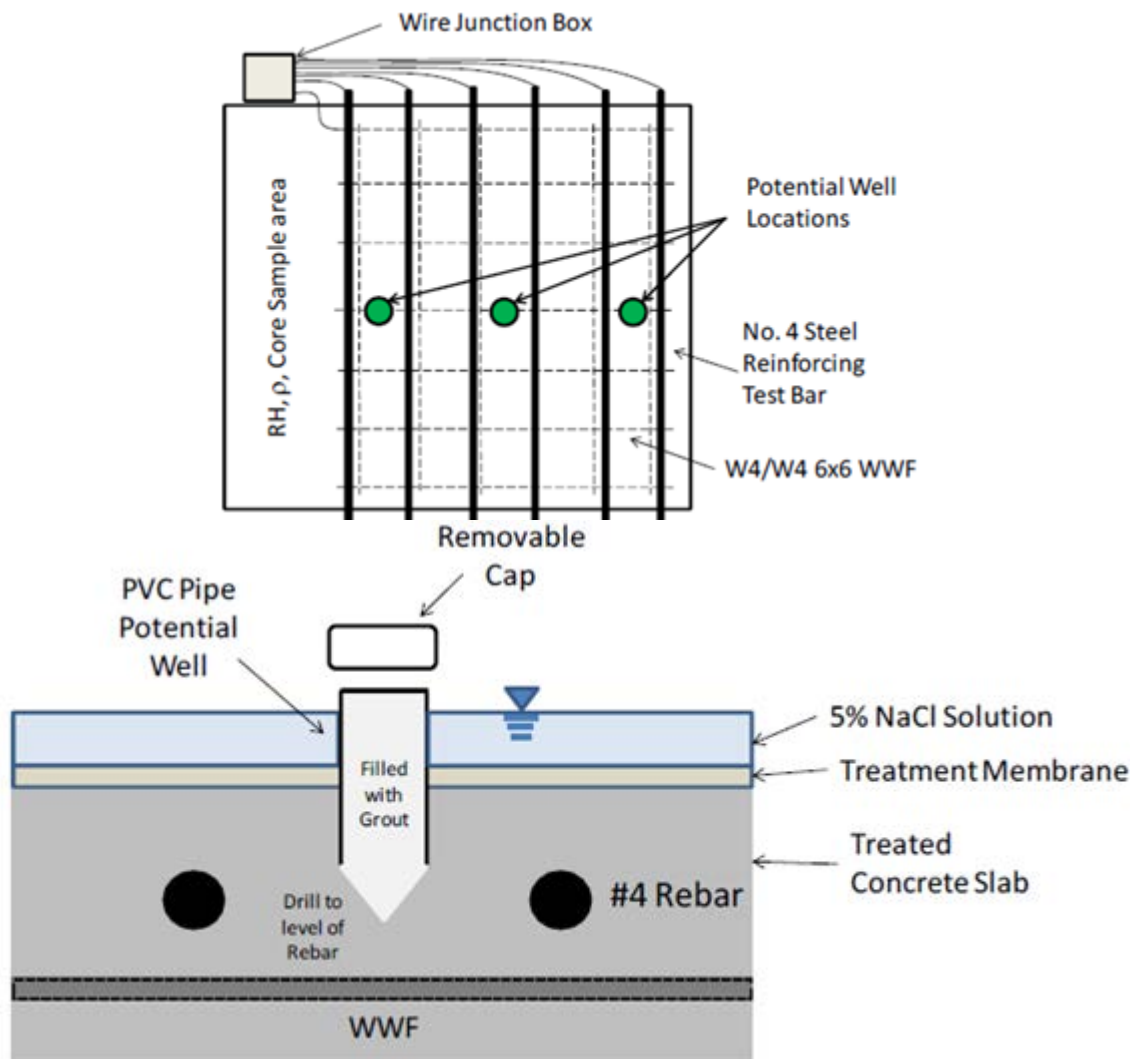 Wire Junction Box
RH, ρ, Core Sample area
Potential Well
Locations
No. 4 Steel
Reinforcing
Test Bar
W4/W4 6x6 WWF
Removable
Cap
PVC Pipe
Potential
Well
5% NaCl Solution
Treatment Membrane
Filled
with
Grout
Treated
Concrete Slab
#4 Rebar
Drill to
level of
Rebar
WWF